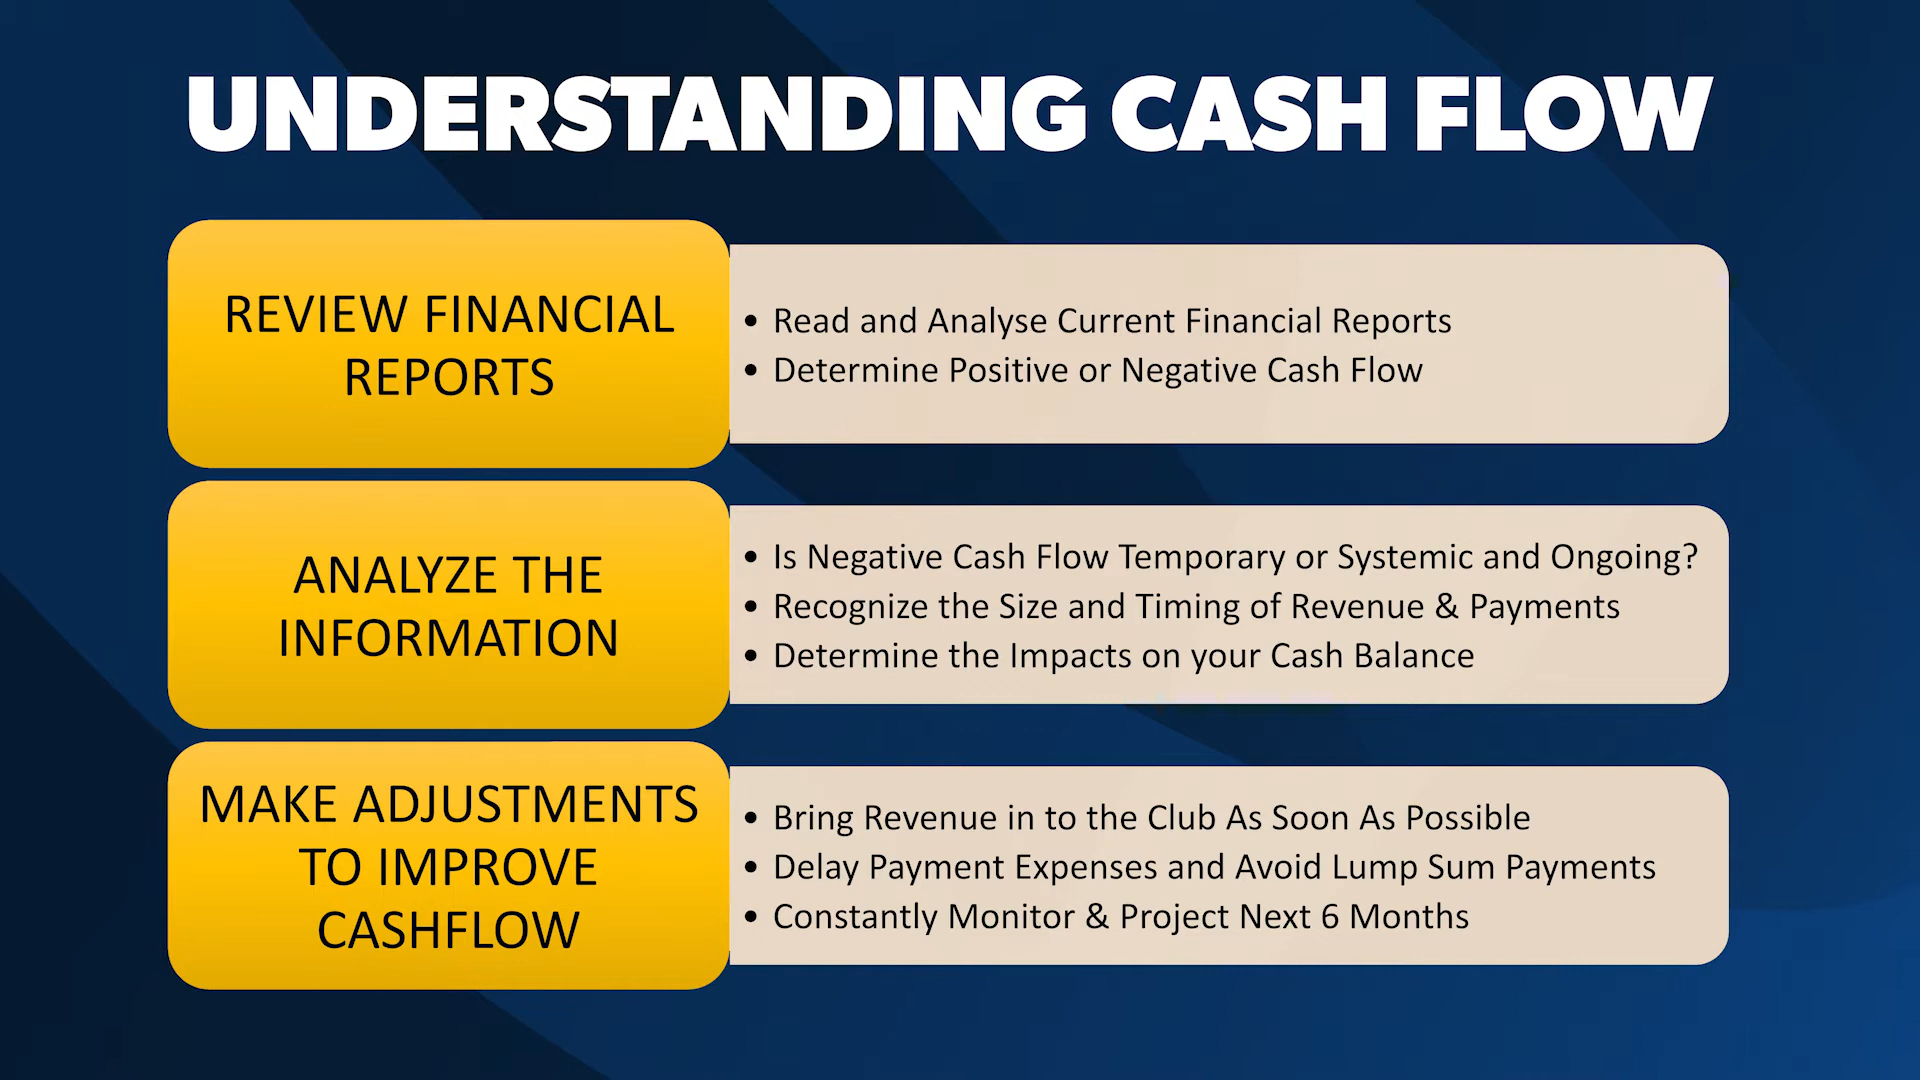 UNDERSTANDING CASH FLOW
REVIEW FINANCIAL
REPORTS
• Read and Analyse Current Financial Reports
• Determine Positive or Negative Cash Flow
ANALYZE THE
INFORMATION
• Is Negative Cash Flow Temporary or Systemic and Ongoing?
• Recognize the Size and Timing of Revenue & Payments
• Determine the Impacts on your Cash Balance
MAKE ADJUSTMENTS
TO IMPROVE
CASHFLOW
• Bring Revenue in to the Club As Soon As Possible
• Delay Payment Expenses and Avoid Lump Sum Payments
• Constantly Monitor & Project Next 6 Months